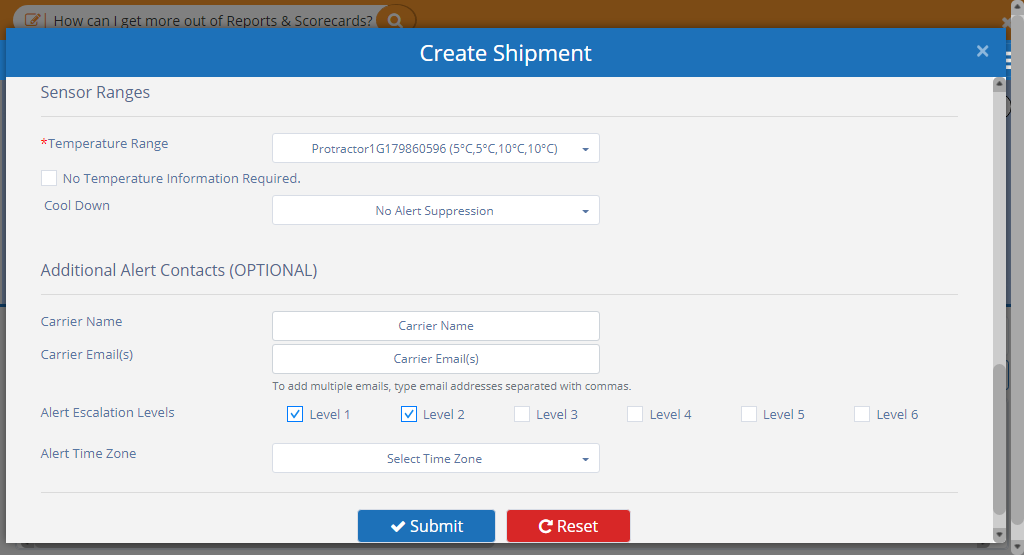 How can I get more out of Reports & Scorecards?
Create Shipment
×
Sensor Ranges
*Temperature Range
Protractor1G179860596 (5°C,5°C,10°C,10°C)
No Temperature Information Required.
Cool Down
No Alert Suppression
Additional Alert Contacts (OPTIONAL)
Carrier Name
Carrier Name
Carrier Email(s)
Carrier Email(s)
To add multiple emails, type email addresses separated with commas.
Alert Escalation Levels
Level 1
Level 2
Level 3
Level 4
Level 5
Level 6
Alert Time Zone
Select Time Zone
Submit
Reset